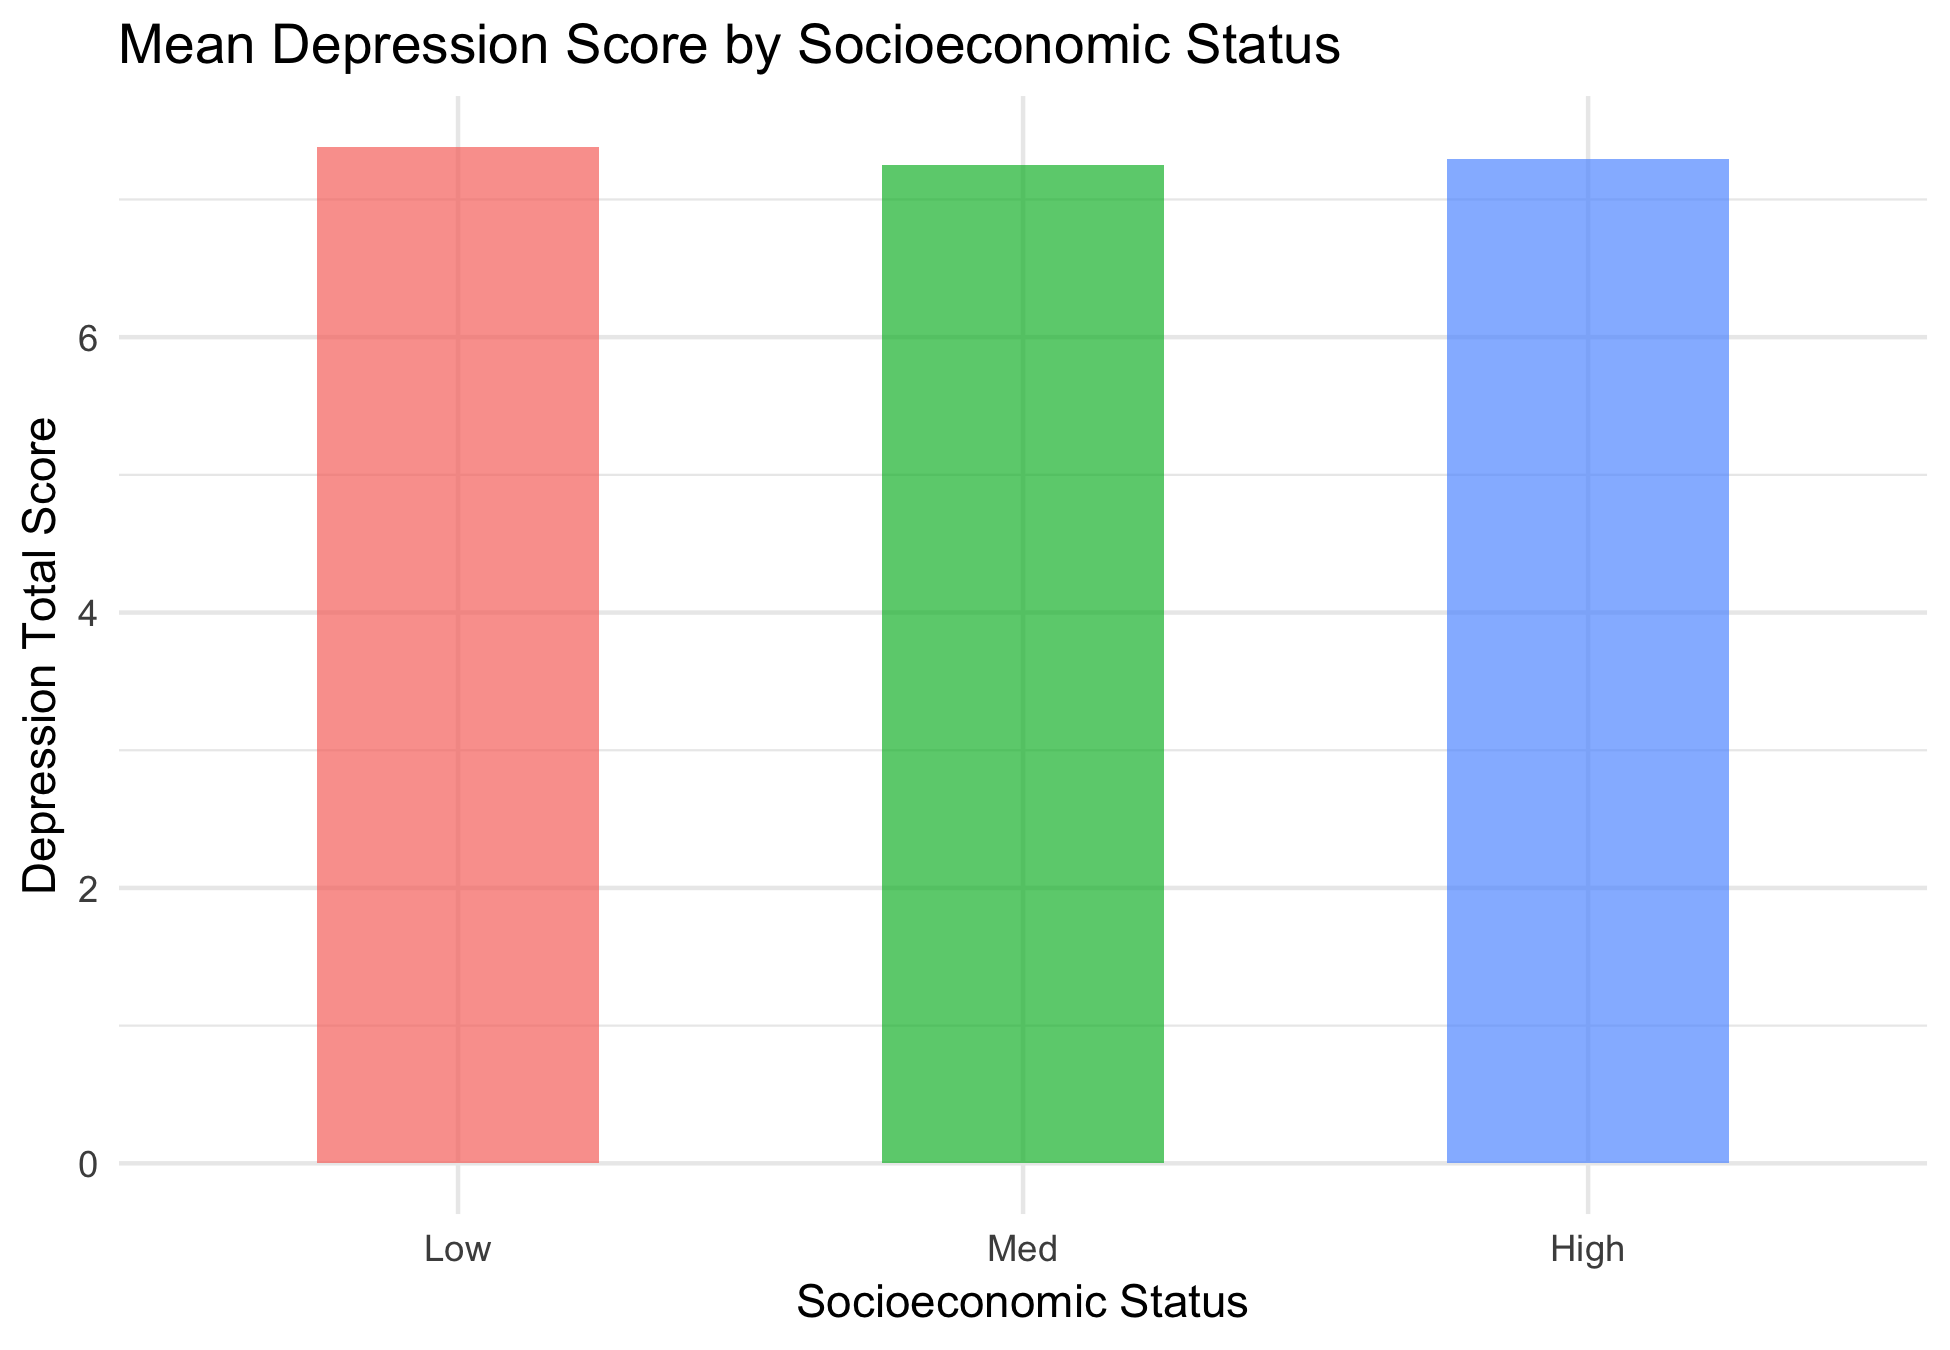 Mean Depression Score by Socioeconomic Status
Depression Total Score
6
4
2
0
Low Med High
Socioeconomic Status